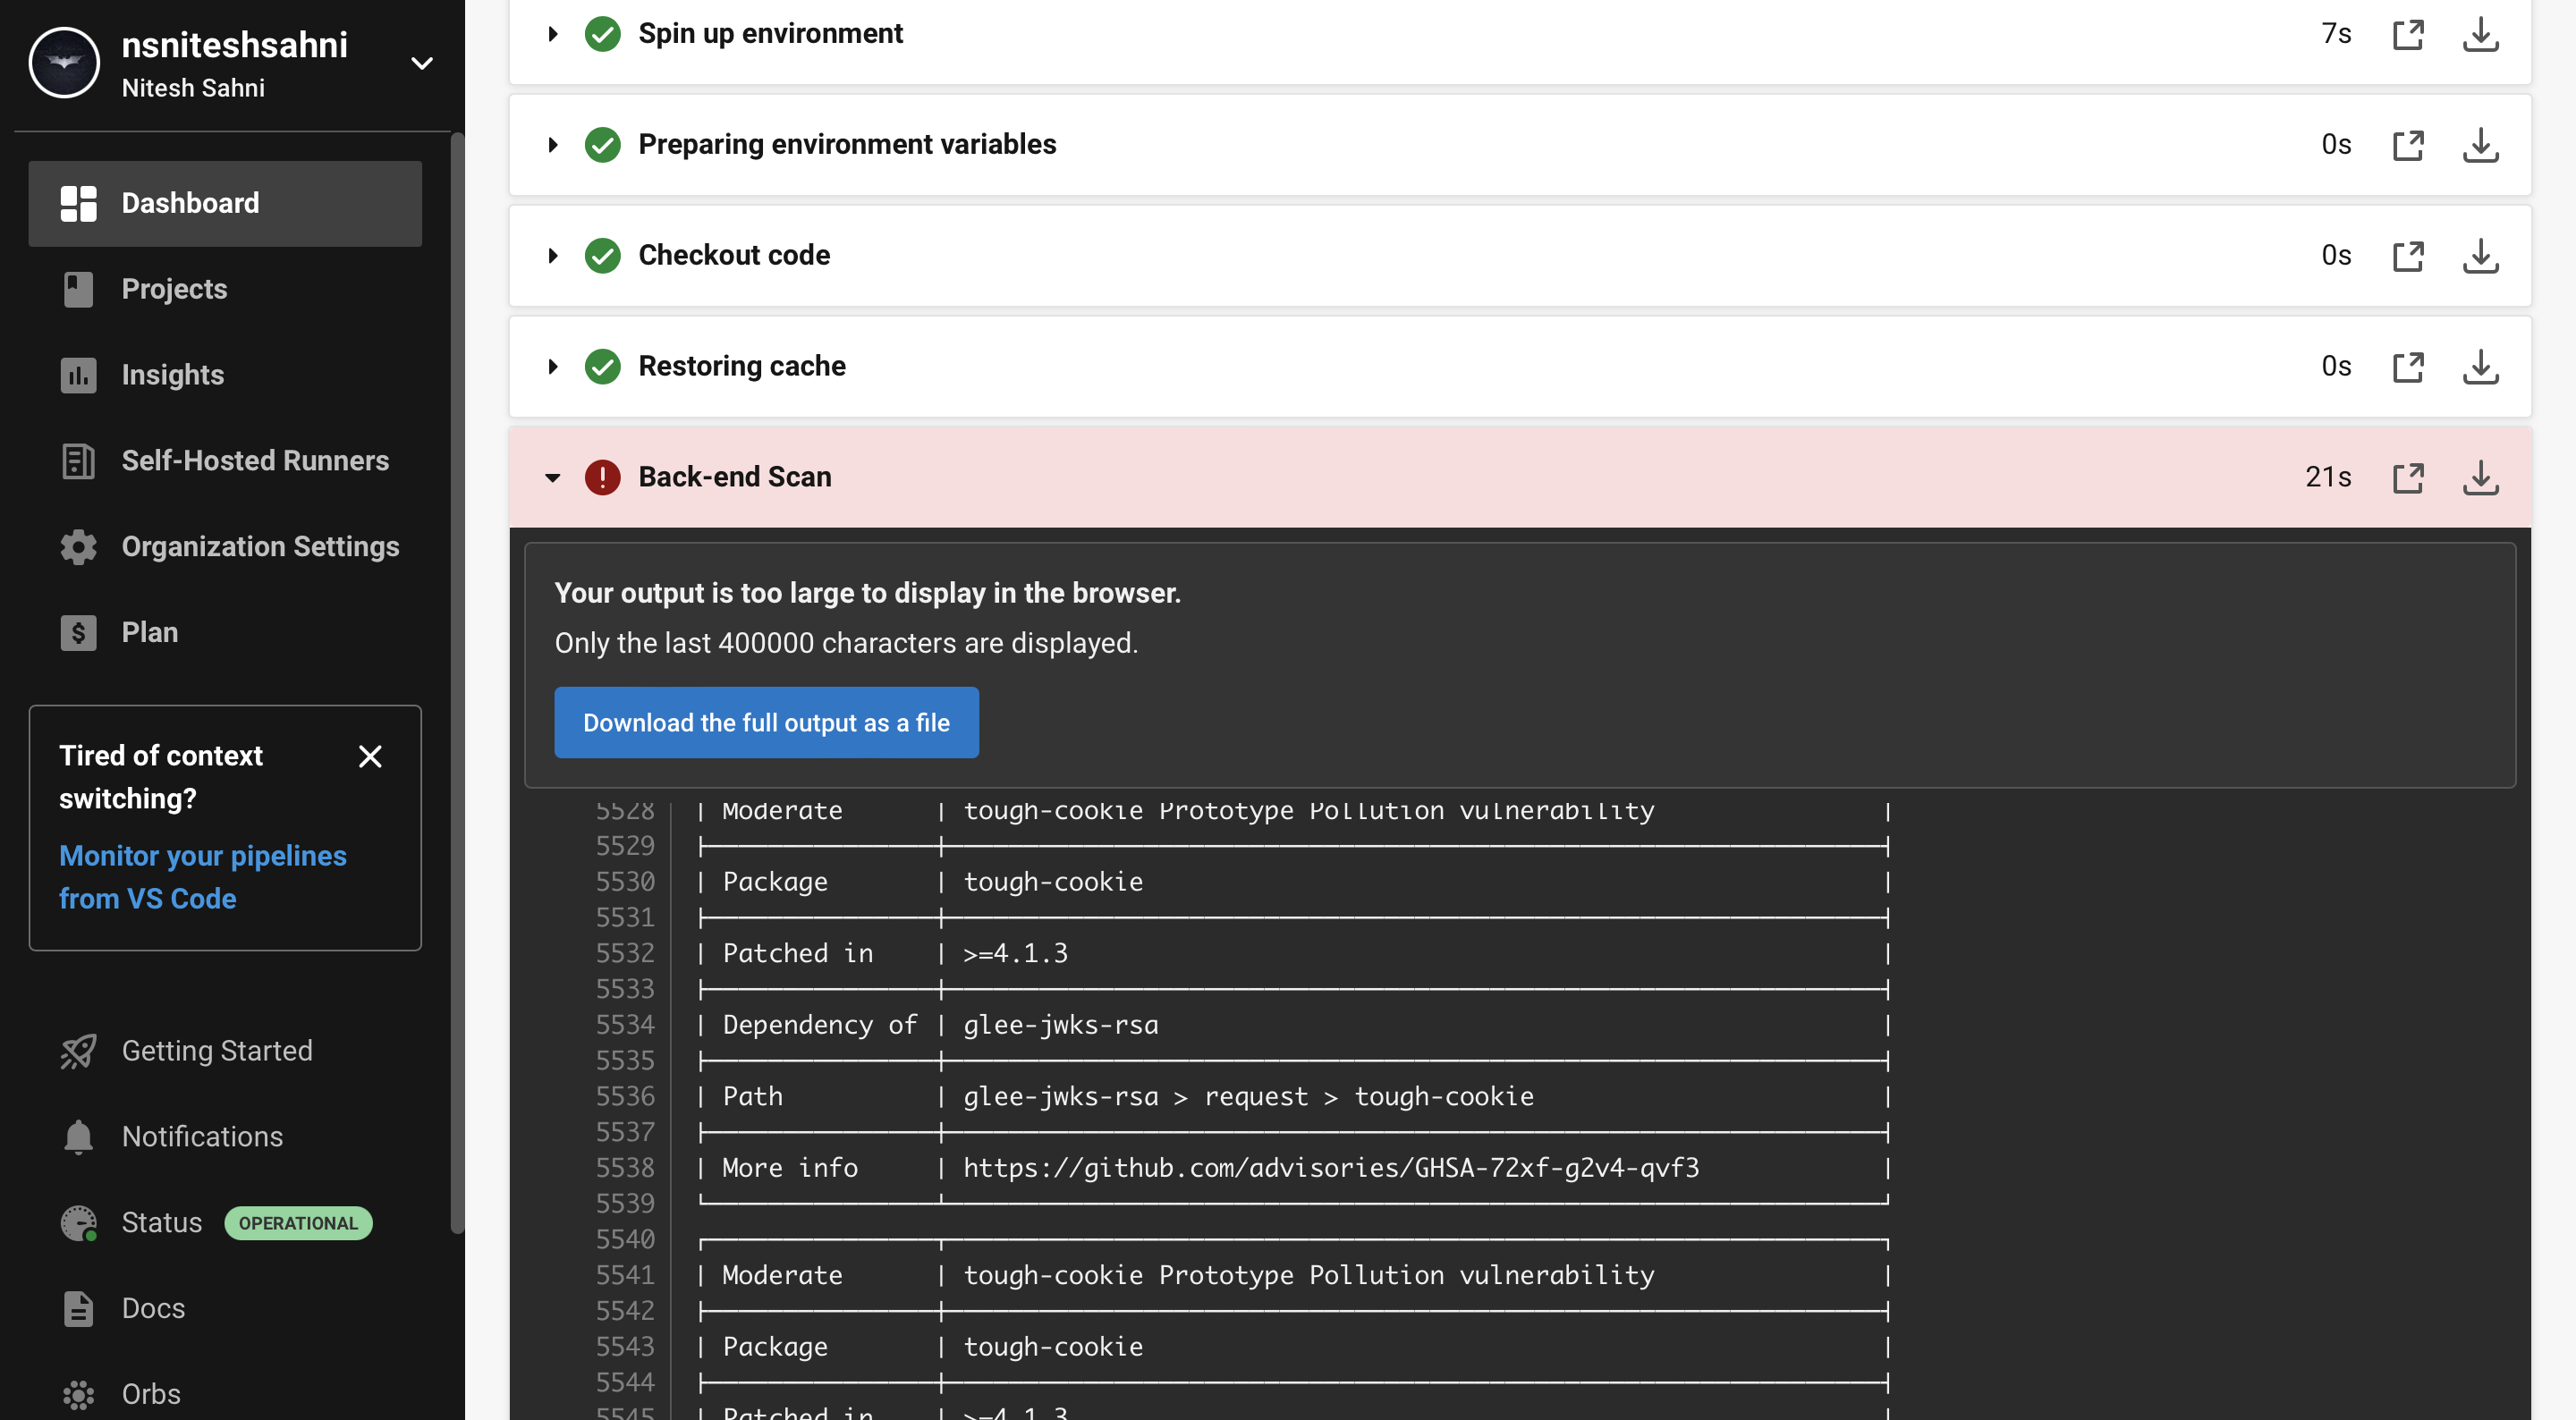 nsniteshsahni
Nitesh Sahni
Dashboard
Projects
Insights
Self-Hosted Runners
Organization Settings
Plan
Tired of context
switching?
Monitor your pipelines
from VS Code
Getting Started
Notifications
Status OPERATIONAL
Docs
Orbs
Spin up environment 7s
Preparing environment variables 0s
Checkout code 0s
Restoring cache 0s
Back-end Scan 21s
Your output is too large to display in the browser.
Only the last 400000 characters are displayed.
Download the full output as a file
5528 | Moderate | tough-cookie Prototype Pollution vulnerability |
5529
5530 | Package | tough-cookie |
5531
5532 | Patched in | >=4.1.3 |
5533
5534 | Dependency of | glee-jwks-rsa |
5535
5536 | Path | glee-jwks-rsa > request > tough-cookie |
5537
5538 | More info | https://github.com/advisories/GHSA-72xf-g2v4-qvf3 |
5539
5540
5541 | Moderate | tough-cookie Prototype Pollution vulnerability |
5542
5543 | Package | tough-cookie |
5544
5545 | Patched in | >=4.1.3 |